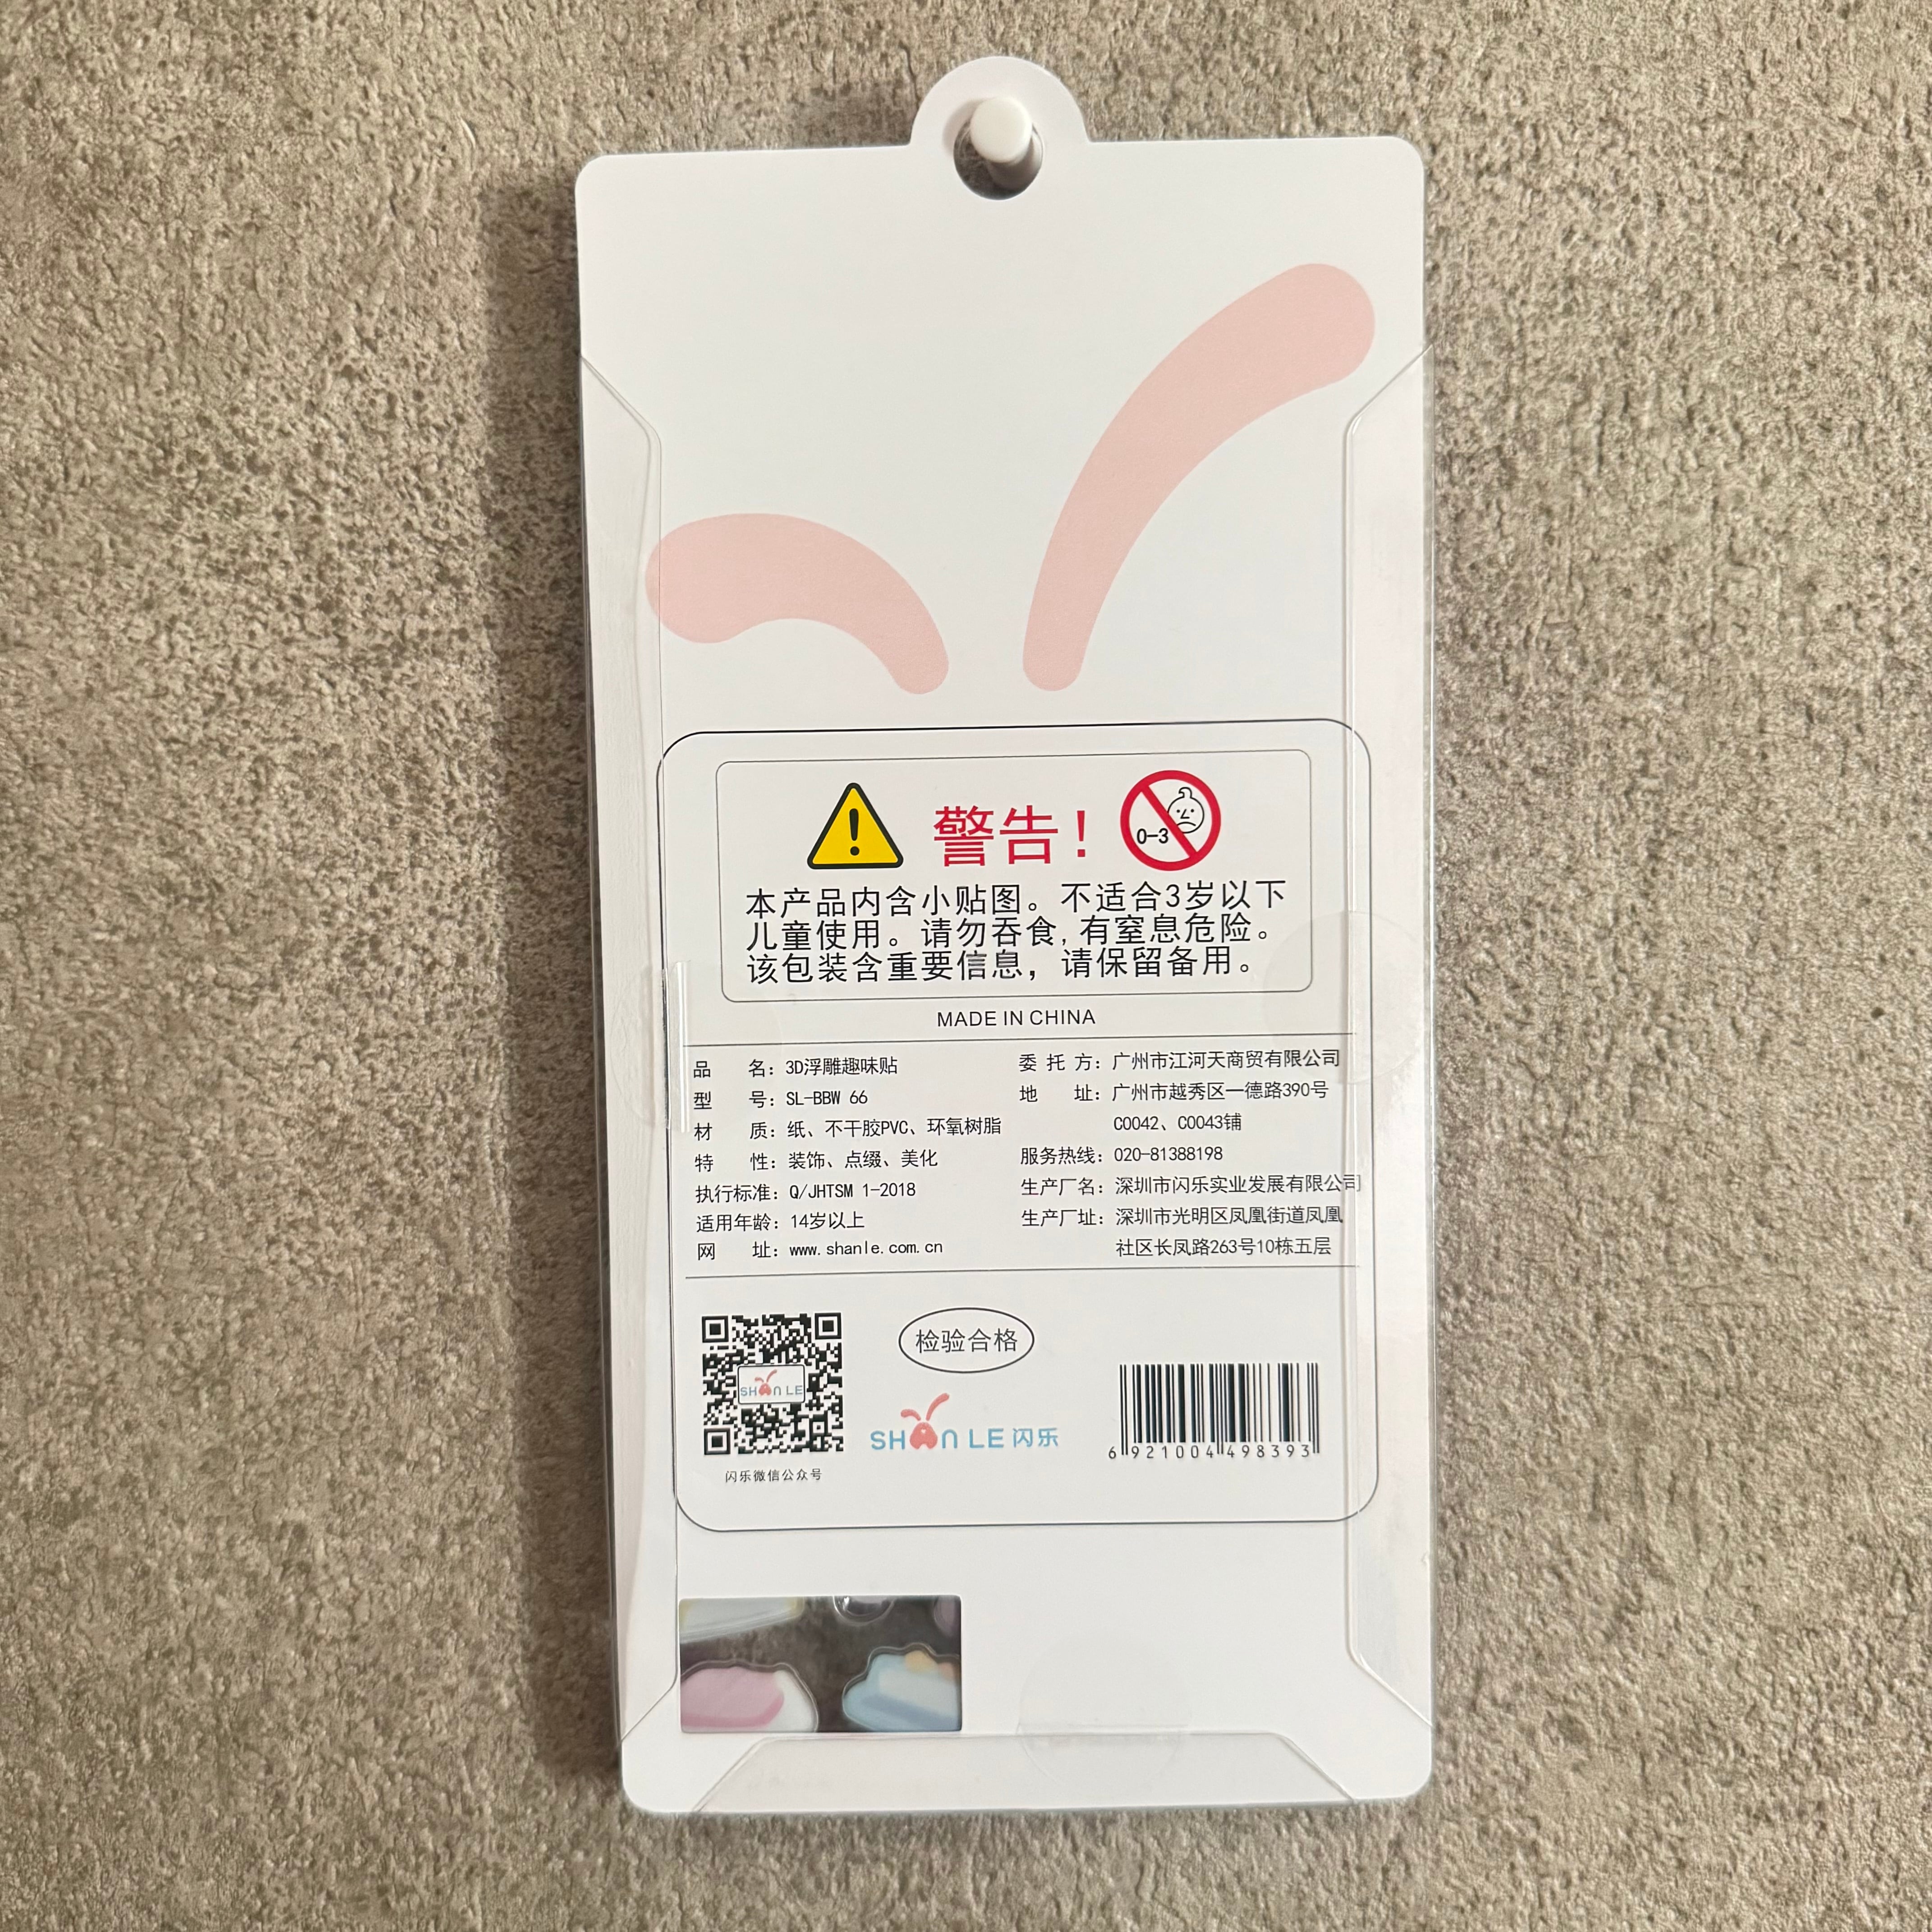 警告！
0-3
本产品内含小贴图。不适合3岁以下
儿童使用。请勿吞食,有窒息危险。
该包装含重要信息，请保留备用。
MADE IN CHINA
品 名：3D浮雕趣味贴
型 号：SL-BBW 66
材 质：纸、不干胶PVC、环氧树脂
特 性：装饰、点缀、美化
执行标准：Q/JHTSM 1-2018
适用年龄：14岁以上
网 址：www.shanle.com.cn
委 托 方：广州市江河天商贸有限公司
地 址：广州市越秀区一德路390号
C0042、C0043铺
服务热线：020-81388198
生产厂名：深圳市闪乐实业发展有限公司
生产厂址：深圳市光明区凤凰街道凤凰
社区长凤路263号10栋五层
SHAN LE
闪乐微信公众号
检验合格
SHAN LE 闪乐
6 921004 498393